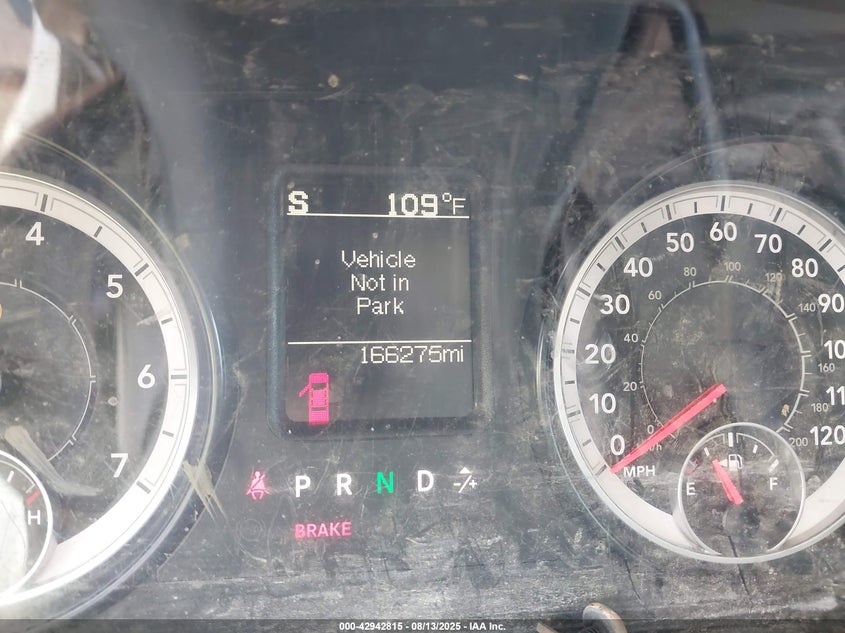 S 109°F
Vehicle
Not in
Park
166275mi
P R N D -/+
BRAKE
4
5
6
7
H
0
10
20
30
40
50
60
70
80
90
120
MPH
0
20
40
60
80
100
120
140
160
180
200
E F
000-42942815 - 08/13/2025 - IAA Inc.